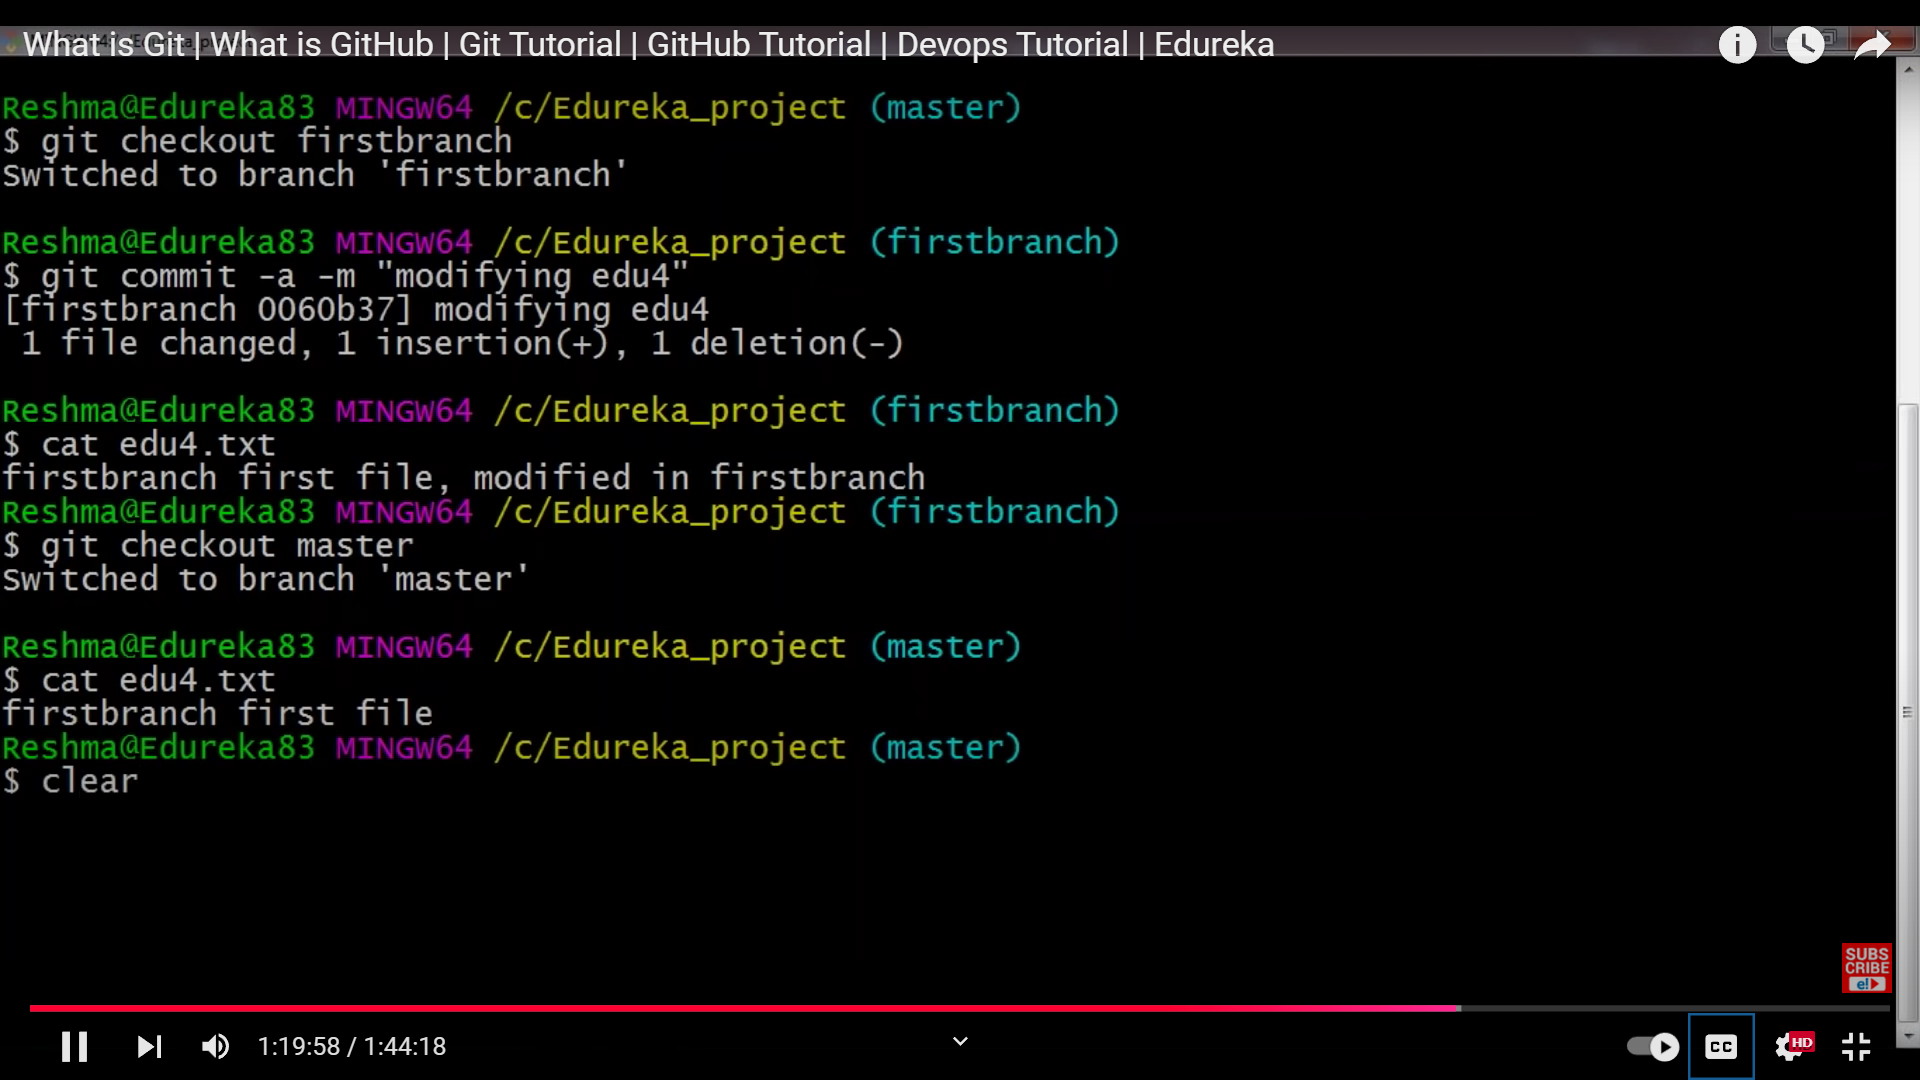 What is Git | What is GitHub | Git Tutorial | GitHub Tutorial | Devops Tutorial | Edureka
Reshma@Edureka83 MINGW64 /c/Edureka_project (master)
$ git checkout firstbranch
Switched to branch 'firstbranch'
Reshma@Edureka83 MINGW64 /c/Edureka_project (firstbranch)
$ git commit -a -m "modifying edu4"
[firstbranch 0060b37] modifying edu4
1 file changed, 1 insertion(+), 1 deletion(-)
Reshma@Edureka83 MINGW64 /c/Edureka_project (firstbranch)
$ cat edu4.txt
firstbranch first file, modified in firstbranch
Reshma@Edureka83 MINGW64 /c/Edureka_project (firstbranch)
$ git checkout master
Switched to branch 'master'
Reshma@Edureka83 MINGW64 /c/Edureka_project (master)
$ cat edu4.txt
firstbranch first file
Reshma@Edureka83 MINGW64 /c/Edureka_project (master)
$ clear
SUBS
CRIBE
e!
1:19:58 / 1:44:18
CC
HD